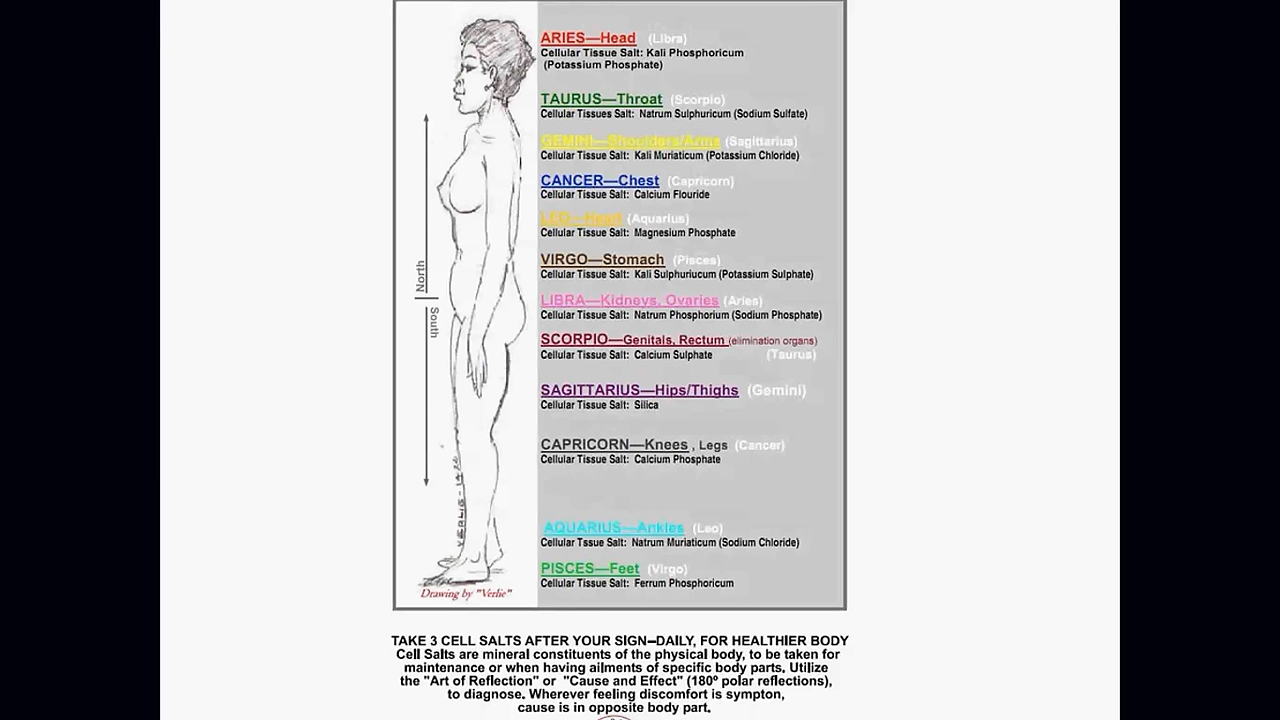 ARIES—Head (Libra)
Cellular Tissue Salt: Kali Phosphoricum
(Potassium Phosphate)
TAURUS—Throat (Scorpio)
Cellular Tissues Salt: Natrum Sulphuricum (Sodium Sulfate)
GEMINI—Shoulders/Arms (Sagittarius)
Cellular Tissue Salt: Kali Muriaticum (Potassium Chloride)
CANCER—Chest (Capricorn)
Cellular Tissue Salt: Calcium Flouride
LEO—Heart (Aquarius)
Cellular Tissue Salt: Magnesium Phosphate
VIRGO—Stomach (Pisces)
Cellular Tissue Salt: Kali Sulphuriucum (Potassium Sulphate)
LIBRA—Kidneys, Ovaries (Aries)
Cellular Tissue Salt: Natrum Phosphorium (Sodium Phosphate)
SCORPIO—Genitals, Rectum (elimination organs)
Cellular Tissue Salt: Calcium Sulphate (Taurus)
SAGITTARIUS—Hips/Thighs (Gemini)
Cellular Tissue Salt: Silica
CAPRICORN—Knees , Legs (Cancer)
Cellular Tissue Salt: Calcium Phosphate
AQUARIUS—Ankles (Leo)
Cellular Tissue Salt: Natrum Muriaticum (Sodium Chloride)
PISCES—Feet (Virgo)
Cellular Tissue Salt: Ferrum Phosphoricum
North
South
Drawing by "Verlie"
TAKE 3 CELL SALTS AFTER YOUR SIGN–DAILY, FOR HEALTHIER BODY
Cell Salts are mineral constituents of the physical body, to be taken for
maintenance or when having ailments of specific body parts. Utilize
the "Art of Reflection" or "Cause and Effect" (180º polar reflections),
to diagnose. Wherever feeling discomfort is sympton,
cause is in opposite body part.